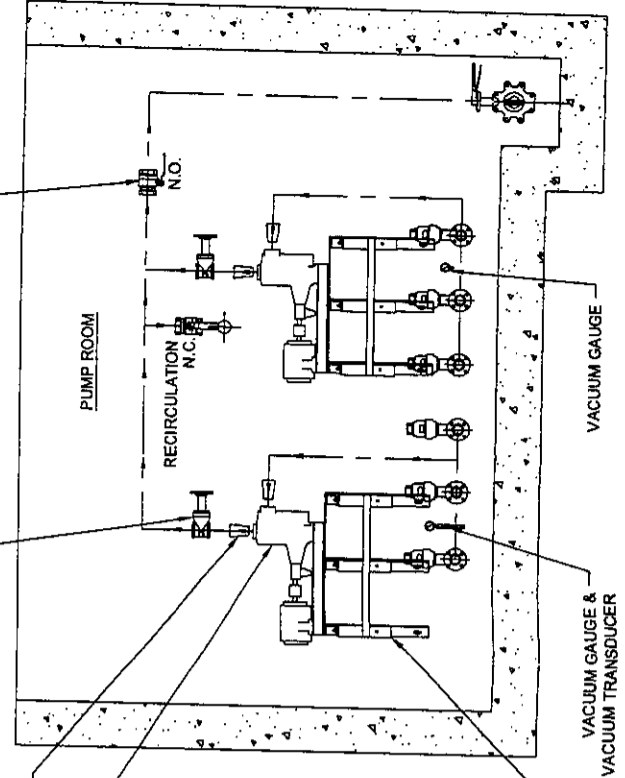 PUMP ROOM
N.O.
RECIRCULATION
N.C.
VACUUM GAUGE
VACUUM GAUGE &
VACUUM TRANSDUCER